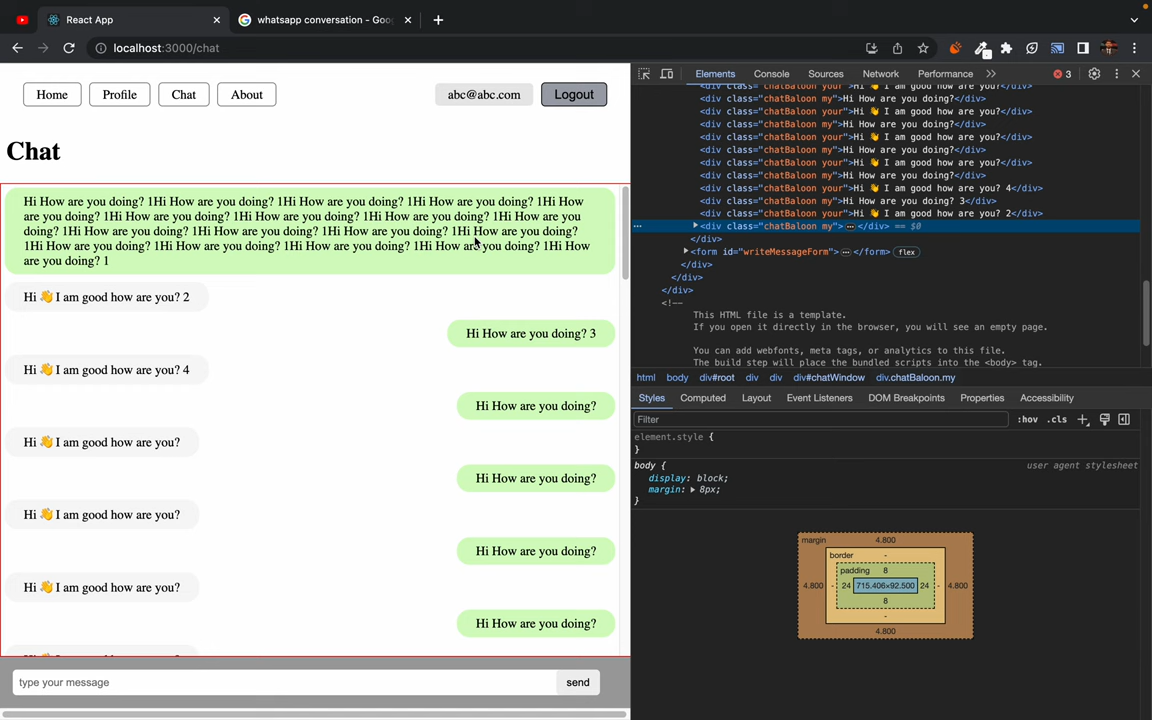 React App
whatsapp conversation - Goo
localhost:3000/chat
Home
Profile
Chat
About
abc@abc.com
Logout
Chat
Hi How are you doing? 1Hi How are you doing? 1Hi How are you doing? 1Hi How are you doing? 1Hi How
are you doing? 1Hi How are you doing? 1Hi How are you doing? 1Hi How are you doing? 1Hi How are you
doing? 1Hi How are you doing? 1Hi How are you doing? 1Hi How are you doing? 1Hi How are you doing?
1Hi How are you doing? 1Hi How are you doing? 1Hi How are you doing? 1Hi How are you doing? 1Hi How
are you doing? 1
Hi 👋 I am good how are you? 2
Hi How are you doing? 3
Hi 👋 I am good how are you? 4
Hi How are you doing?
Hi 👋 I am good how are you?
Hi How are you doing?
Hi 👋 I am good how are you?
Hi How are you doing?
Hi 👋 I am good how are you?
Hi How are you doing?
type your message
send
Elements
Console
Sources
Network
Performance
3
<div class="chatBaloon your">Hi 👋 I am good how are you?</div>
<div class="chatBaloon my">Hi How are you doing?</div>
<div class="chatBaloon your">Hi 👋 I am good how are you?</div>
<div class="chatBaloon my">Hi How are you doing?</div>
<div class="chatBaloon your">Hi 👋 I am good how are you?</div>
<div class="chatBaloon my">Hi How are you doing?</div>
<div class="chatBaloon your">Hi 👋 I am good how are you?</div>
<div class="chatBaloon my">Hi How are you doing?</div>
<div class="chatBaloon your">Hi 👋 I am good how are you? 4</div>
<div class="chatBaloon my">Hi How are you doing? 3</div>
<div class="chatBaloon your">Hi 👋 I am good how are you? 2</div>
<div class="chatBaloon my">…</div> == $0
</div>
<form id="writeMessageForm">…</form> flex
</div>
</div>
</div>
<!--
This HTML file is a template.
If you open it directly in the browser, you will see an empty page.
You can add webfonts, meta tags, or analytics to this file.
The build step will place the bundled scripts into the <body> tag.
html
body
div#root
div
div
div#chatWindow
div.chatBaloon.my
Styles
Computed
Layout
Event Listeners
DOM Breakpoints
Properties
Accessibility
Filter
:hov .cls
element.style {
}
body {
user agent stylesheet
display: block;
margin: 8px;
}
margin
4.800
border
-
padding
8
4.800
-
24
715.406×92.500
24
-
4.800
8
-
4.800